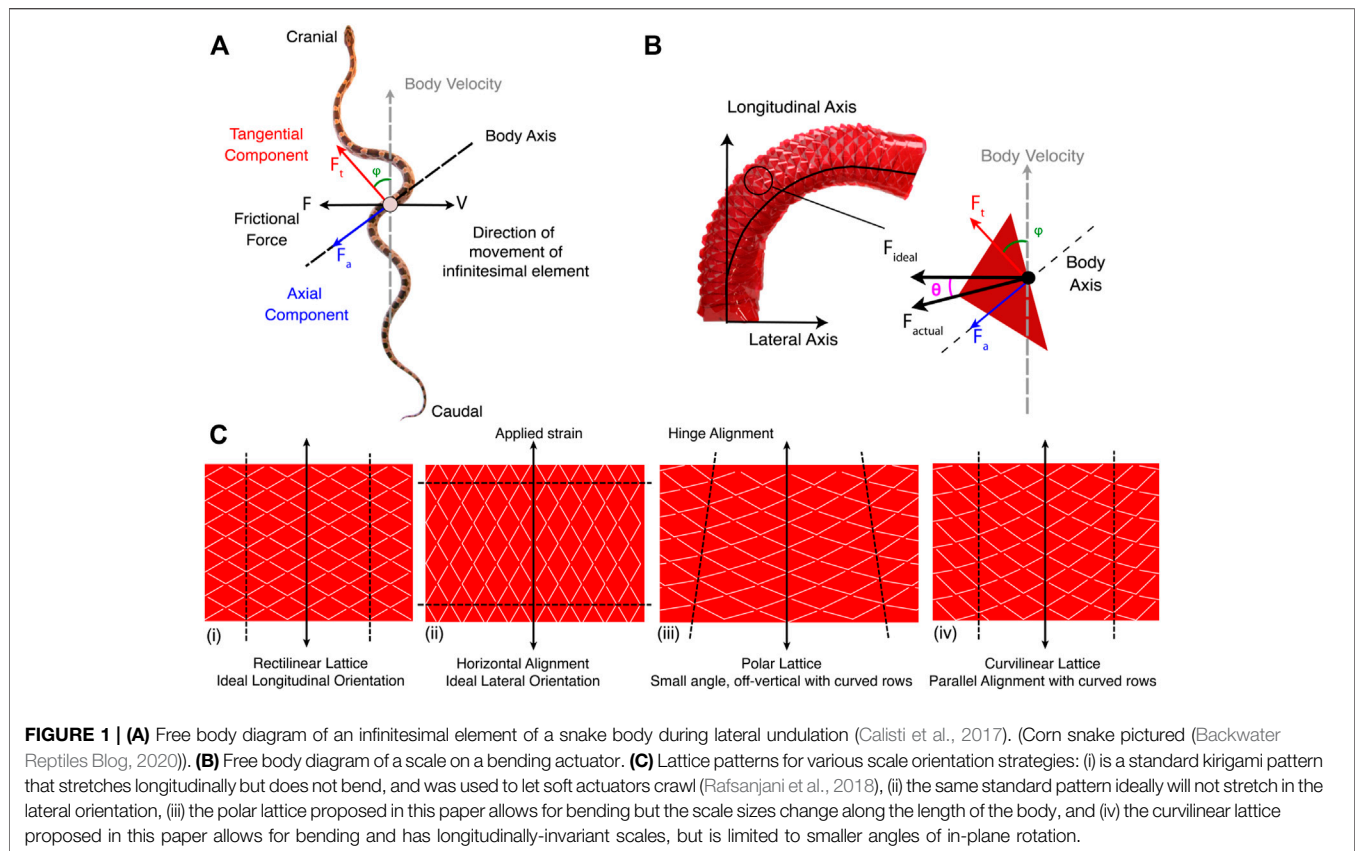 A
Cranial
Body Velocity
Tangential
Component
Body Axis
Fₜ
φ
F
V
Frictional
Force
Direction of
movement of
infinitesimal element
Fₐ
Axial
Component
Caudal
B
Longitudinal Axis
Lateral Axis
Body Velocity
Fₜ
φ
F_ideal
Body
Axis
θ
F_actual
Fₐ
C
Applied strain
Hinge Alignment
(i)
(ii)
(iii)
(iv)
Rectilinear Lattice
Ideal Longitudinal Orientation
Horizontal Alignment
Ideal Lateral Orientation
Polar Lattice
Small angle, off-vertical with curved rows
Curvilinear Lattice
Parallel Alignment with curved rows
FIGURE 1 | (A) Free body diagram of an infinitesimal element of a snake body during lateral undulation (Calisti et al., 2017). (Corn snake pictured (Backwater
Reptiles Blog, 2020)). (B) Free body diagram of a scale on a bending actuator. (C) Lattice patterns for various scale orientation strategies: (i) is a standard kirigami pattern
that stretches longitudinally but does not bend, and was used to let soft actuators crawl (Rafsanjani et al., 2018), (ii) the same standard pattern ideally will not stretch in the
lateral orientation, (iii) the polar lattice proposed in this paper allows for bending but the scale sizes change along the length of the body, and (iv) the curvilinear lattice
proposed in this paper allows for bending and has longitudinally-invariant scales, but is limited to smaller angles of in-plane rotation.